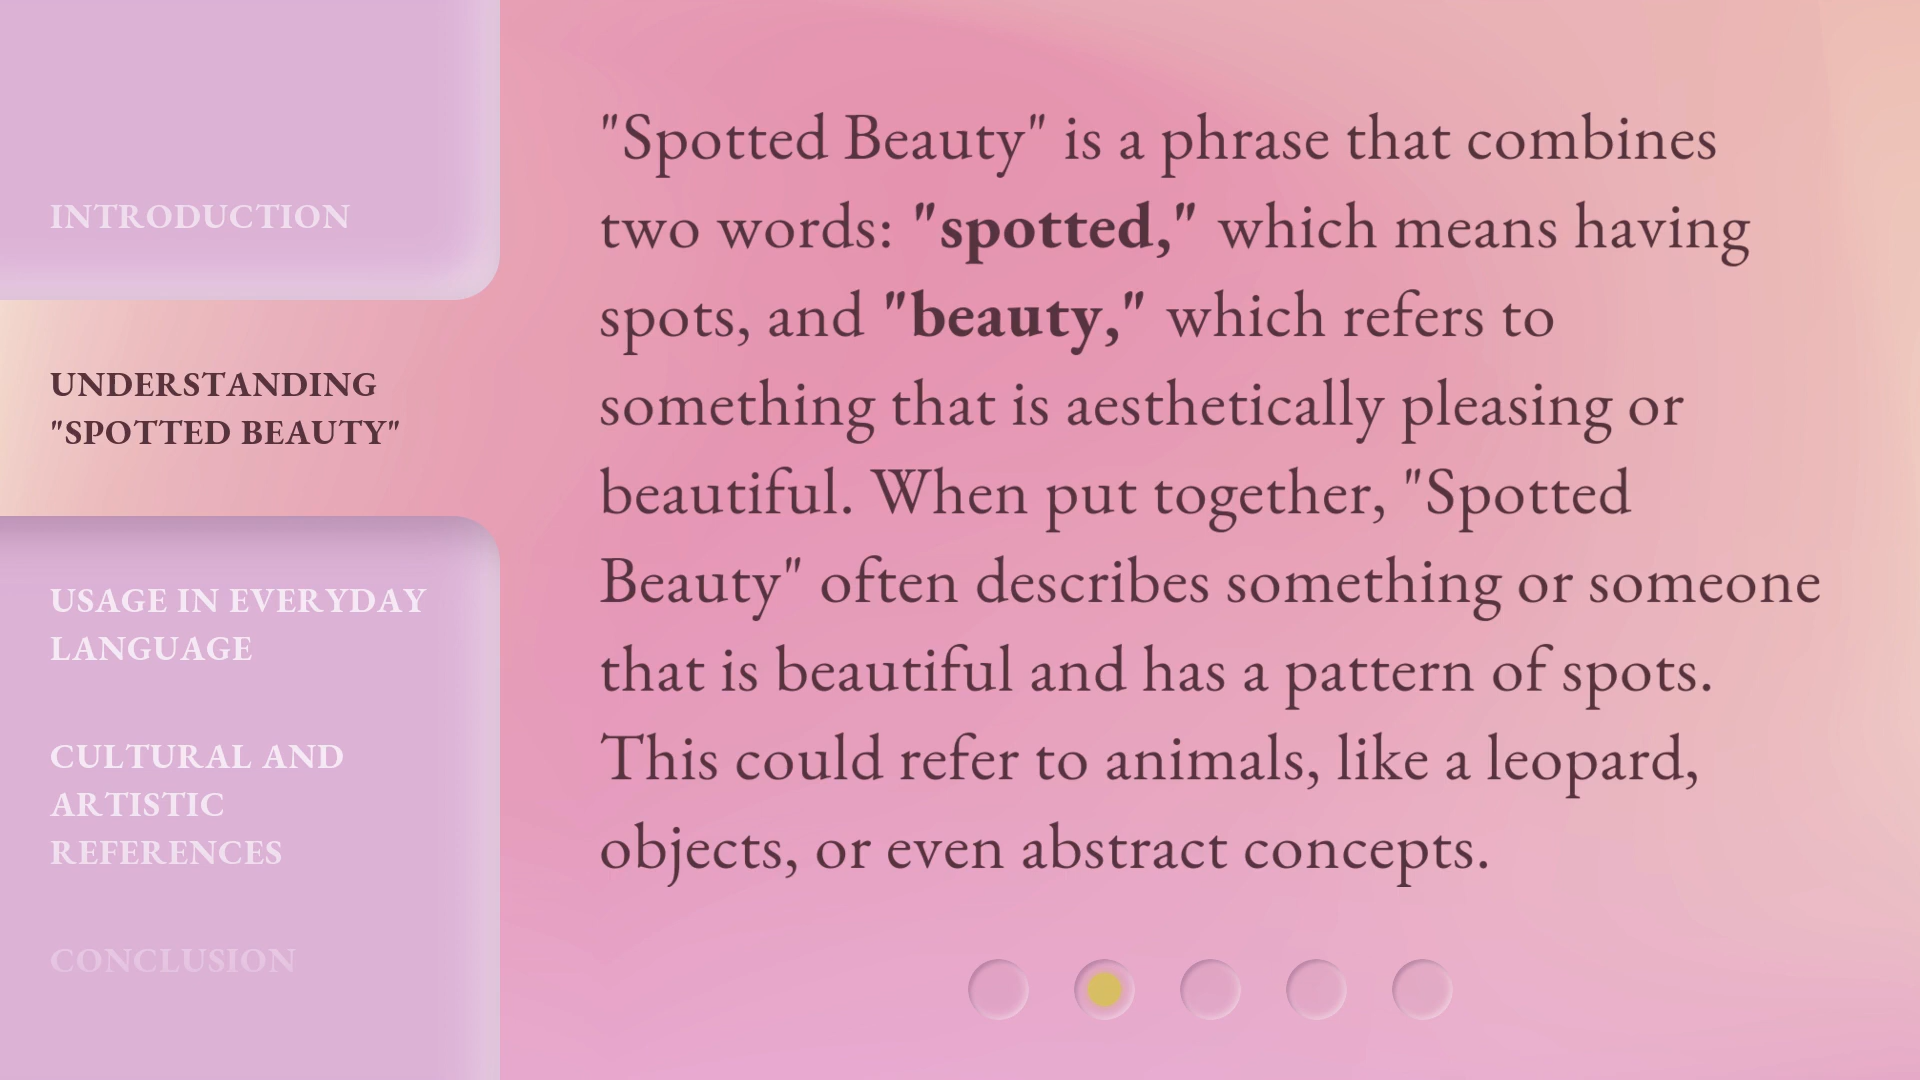 INTRODUCTION
UNDERSTANDING
"SPOTTED BEAUTY"
USAGE IN EVERYDAY
LANGUAGE
CULTURAL AND
ARTISTIC
REFERENCES
CONCLUSION
"Spotted Beauty" is a phrase that combines
two words: "spotted," which means having
spots, and "beauty," which refers to
something that is aesthetically pleasing or
beautiful. When put together, "Spotted
Beauty" often describes something or someone
that is beautiful and has a pattern of spots.
This could refer to animals, like a leopard,
objects, or even abstract concepts.